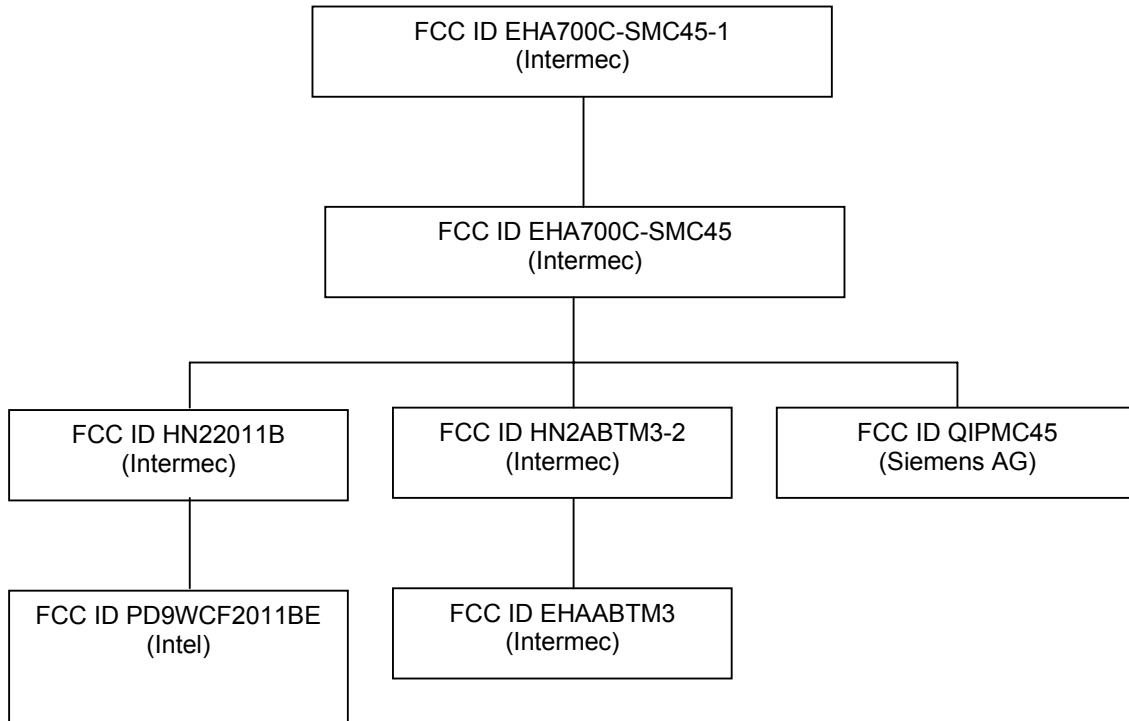 FCC ID EHA700C-SMC45-1
(Intermec)
FCC ID EHA700C-SMC45
(Intermec)
FCC ID HN22011B
(Intermec)
FCC ID HN2ABTM3-2
(Intermec)
FCC ID QIPMC45
(Siemens AG)
FCC ID PD9WCF2011BE
(Intel)
FCC ID EHAABTM3
(Intermec)